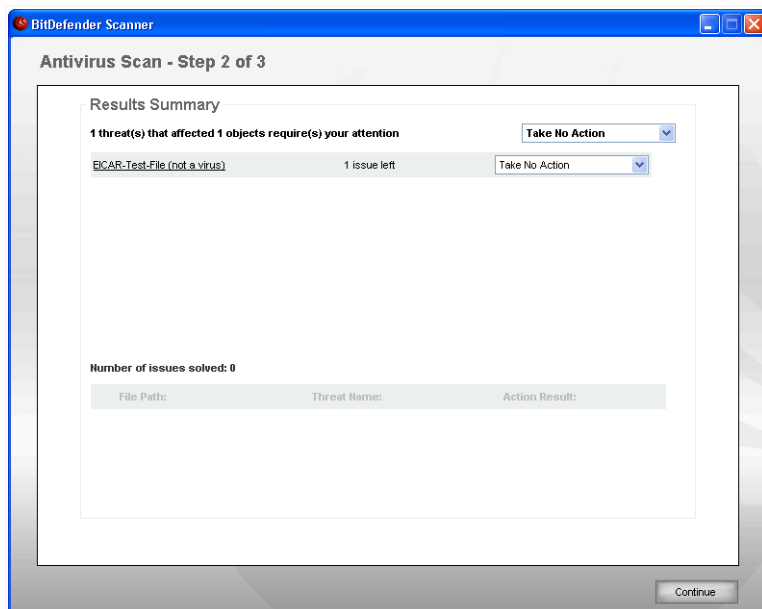 BitDefender Scanner
Antivirus Scan - Step 2 of 3
Results Summary
1 threat(s) that affected 1 objects require(s) your attention Take No Action
EICAR-Test-File (not a virus) 1 issue left Take No Action
Number of issues solved: 0
File Path: Threat Name: Action Result:
Continue